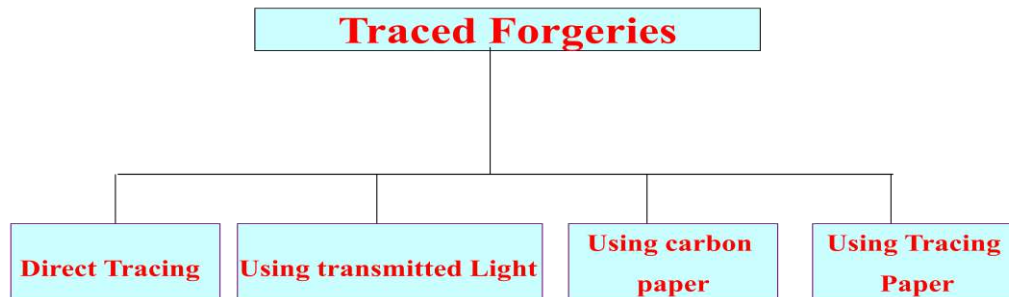 Traced Forgeries
Direct Tracing
Using transmitted Light
Using carbon
paper
Using Tracing
Paper